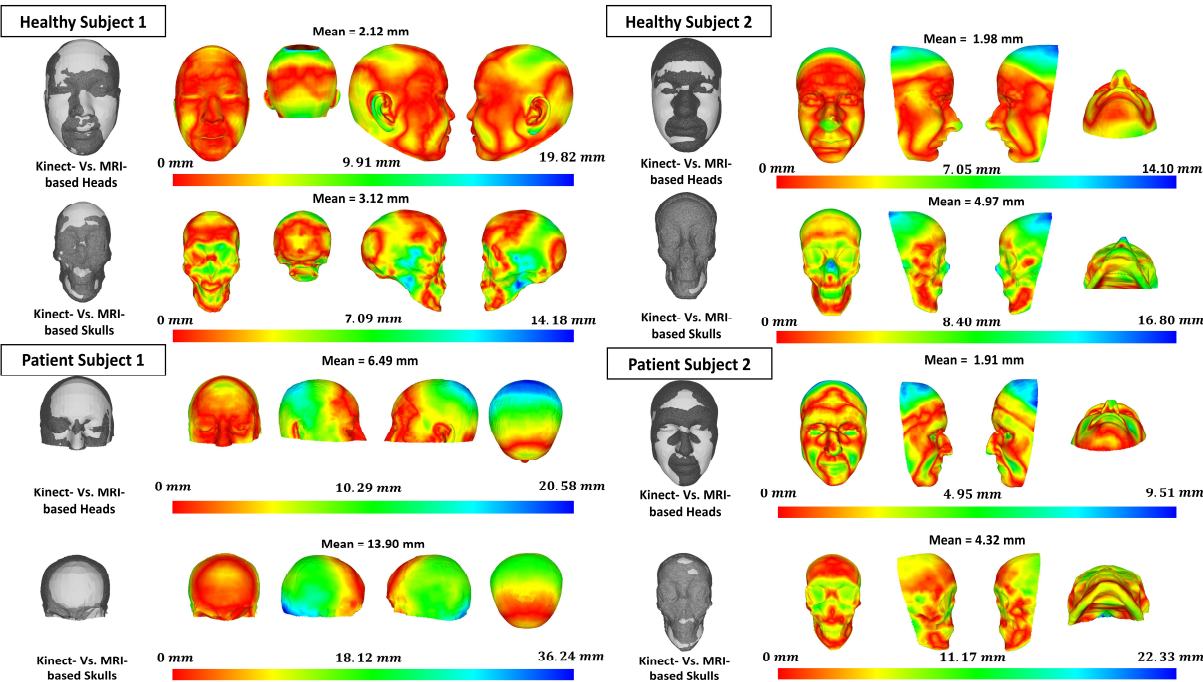 Healthy Subject 1
Mean = 2.12 mm
Kinect- Vs. MRI-
based Heads
0 mm 9.91 mm 19.82 mm
Mean = 3.12 mm
Kinect- Vs. MRI-
based Skulls
0 mm 7.09 mm 14.18 mm
Healthy Subject 2
Mean = 1.98 mm
Kinect- Vs. MRI-
based Heads
0 mm 7.05 mm 14.10 mm
Mean = 4.97 mm
Kinect- Vs. MRI-
based Skulls
0 mm 8.40 mm 16.80 mm
Patient Subject 1
Mean = 6.49 mm
Kinect- Vs. MRI-
based Heads
0 mm 10.29 mm 20.58 mm
Mean = 13.90 mm
Kinect- Vs. MRI-
based Skulls
0 mm 18.12 mm 36.24 mm
Patient Subject 2
Mean = 1.91 mm
Kinect- Vs. MRI-
based Heads
0 mm 4.95 mm 9.51 mm
Mean = 4.32 mm
Kinect- Vs. MRI-
based Skulls
0 mm 11.17 mm 22.33 mm